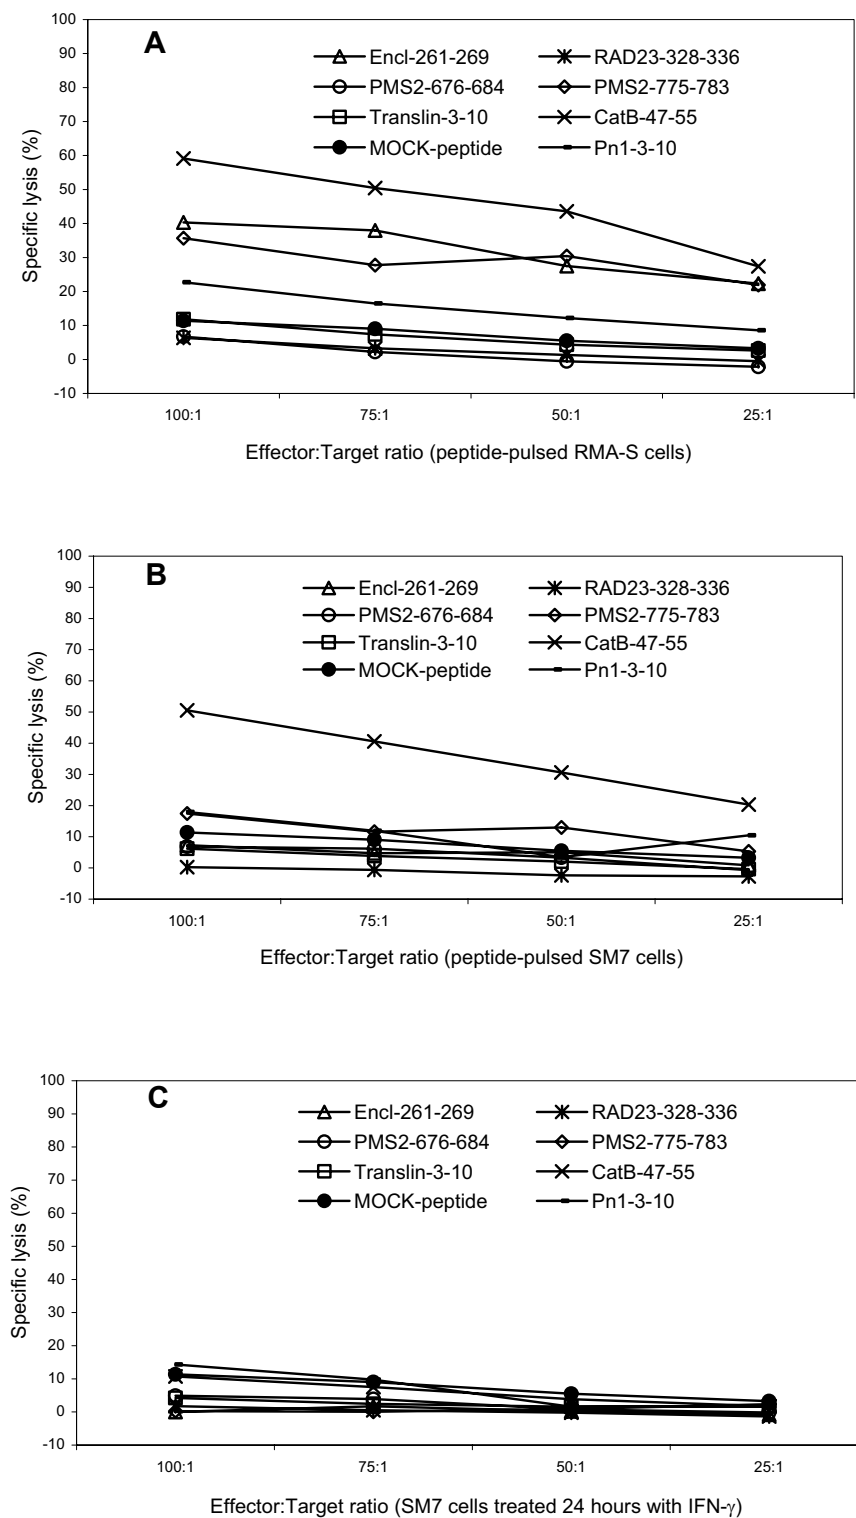 A
100
90
80
70
60
50
40
30
20
10
0
-10
Specific lysis (%)
Encl-261-269 RAD23-328-336
PMS2-676-684 PMS2-775-783
Translin-3-10 CatB-47-55
MOCK-peptide Pn1-3-10
100:1 75:1 50:1 25:1
Effector:Target ratio (peptide-pulsed RMA-S cells)
B
100
90
80
70
60
50
40
30
20
10
0
-10
Specific lysis (%)
Encl-261-269 RAD23-328-336
PMS2-676-684 PMS2-775-783
Translin-3-10 CatB-47-55
MOCK-peptide Pn1-3-10
100:1 75:1 50:1 25:1
Effector:Target ratio (peptide-pulsed SM7 cells)
C
100
90
80
70
60
50
40
30
20
10
0
-10
Specific lysis (%)
Encl-261-269 RAD23-328-336
PMS2-676-684 PMS2-775-783
Translin-3-10 CatB-47-55
MOCK-peptide Pn1-3-10
100:1 75:1 50:1 25:1
Effector:Target ratio (SM7 cells treated 24 hours with IFN-γ)